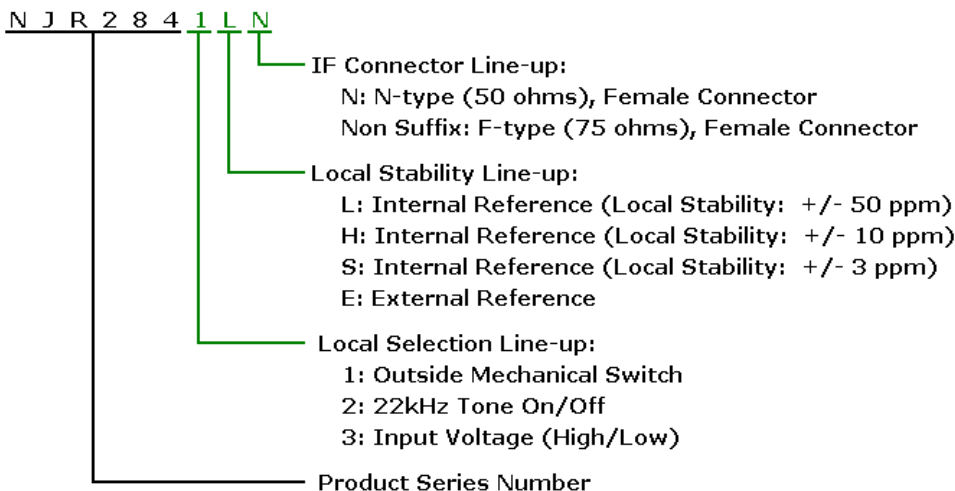 N J R 2 8 4 1 L N
IF Connector Line-up:
N: N-type (50 ohms), Female Connector
Non Suffix: F-type (75 ohms), Female Connector
Local Stability Line-up:
L: Internal Reference (Local Stability: +/- 50 ppm)
H: Internal Reference (Local Stability: +/- 10 ppm)
S: Internal Reference (Local Stability: +/- 3 ppm)
E: External Reference
Local Selection Line-up:
1: Outside Mechanical Switch
2: 22kHz Tone On/Off
3: Input Voltage (High/Low)
Product Series Number